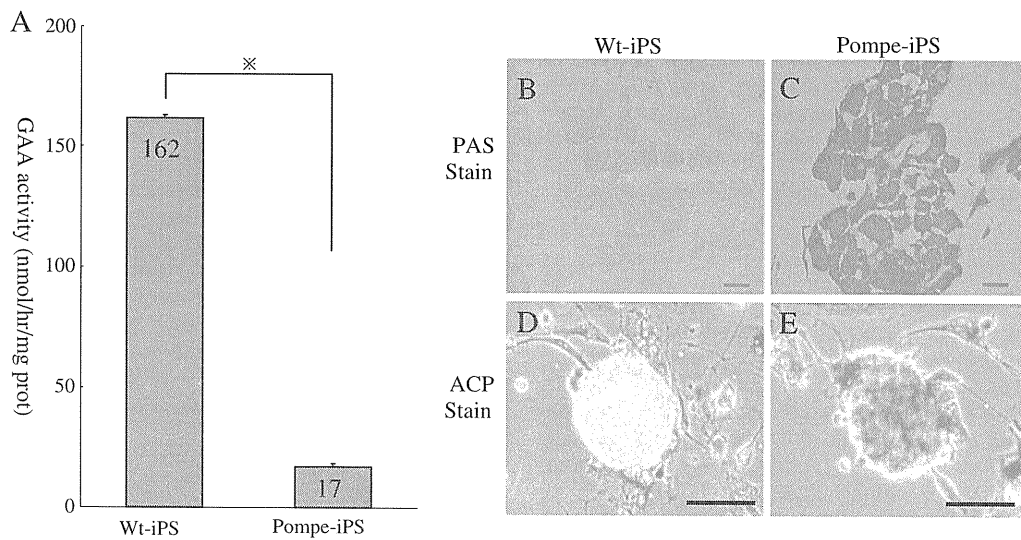 A
200
150
100
50
0
GAA activity (nmol/hr/mg prot)
※
162
17
Wt-iPS
Pompe-iPS
Wt-iPS
Pompe-iPS
PAS
Stain
B
C
ACP
Stain
D
E